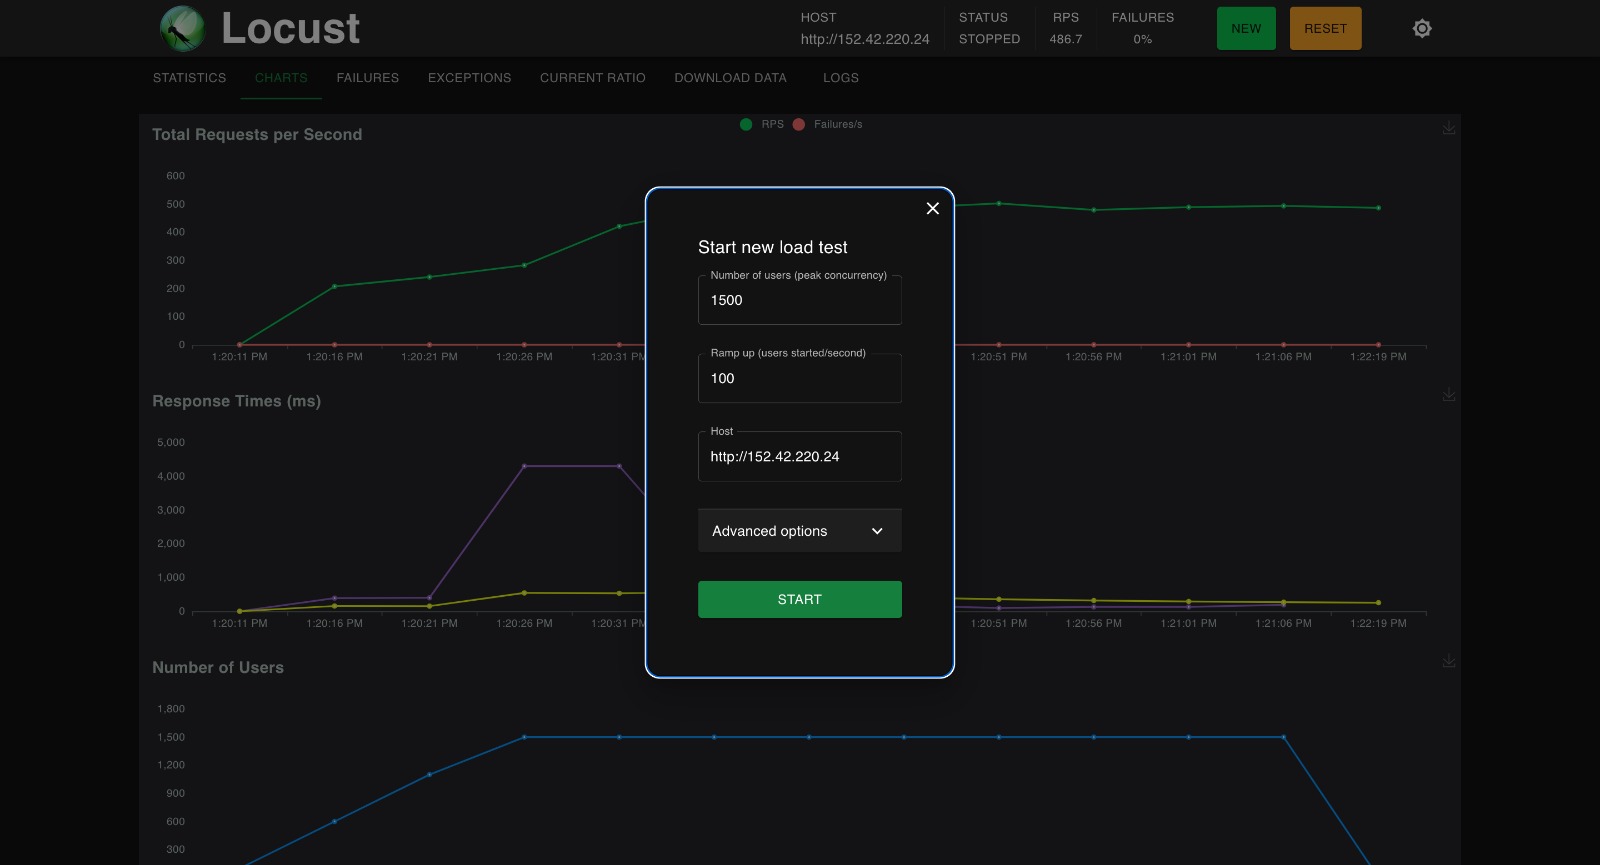 Locust
HOST
http://152.42.220.24
STATUS
STOPPED
RPS
486.7
FAILURES
0%
NEW
RESET
STATISTICS
CHARTS
FAILURES
EXCEPTIONS
CURRENT RATIO
DOWNLOAD DATA
LOGS
Total Requests per Second
RPS
Failures/s
600
500
400
300
200
100
0
1:20:11 PM
1:20:16 PM
1:20:21 PM
1:20:26 PM
1:20:31 PM
1:20:51 PM
1:20:56 PM
1:21:01 PM
1:21:06 PM
1:22:19 PM
Response Times (ms)
5,000
4,000
3,000
2,000
1,000
0
1:20:11 PM
1:20:16 PM
1:20:21 PM
1:20:26 PM
1:20:31 PM
1:20:51 PM
1:20:56 PM
1:21:01 PM
1:21:06 PM
1:22:19 PM
Number of Users
1,800
1,500
1,200
900
600
300
Start new load test
Number of users (peak concurrency)
1500
Ramp up (users started/second)
100
Host
http://152.42.220.24
Advanced options
START